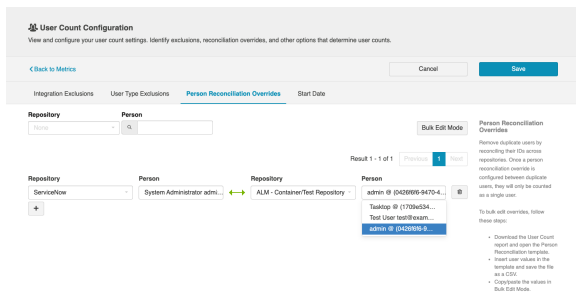 User Count Configuration
View and configure your user count settings. Identify exclusions, reconciliation overrides, and other options that determine user counts.
Back to Metrics
Cancel
Save
Integration Exclusions
User Type Exclusions
Person Reconciliation Overrides
Start Date
Repository
Person
None
Bulk Edit Mode
Result 1 - 1 of 1
Previous
1
Next
Repository
Person
Repository
Person
ServiceNow
System Administrator admi...
ALM - Container/Test Repository
admin @ (0426f6f6-9470-4...
+
Tasktop @ (1709e534...
Test User test@exam...
admin @ (0426f6f6-9...
Person Reconciliation
Overrides
Remove duplicate users by
reconciling their IDs across
repositories. Once a person
reconciliation override is
configured between duplicate
users, they will only be counted
as a single user.
To bulk edit overrides, follow
these steps:
• Download the User Count
report and open the Person
Reconciliation template.
• Insert user values in the
template and save the file
as a CSV.
• Copy/paste the values in
Bulk Edit Mode.